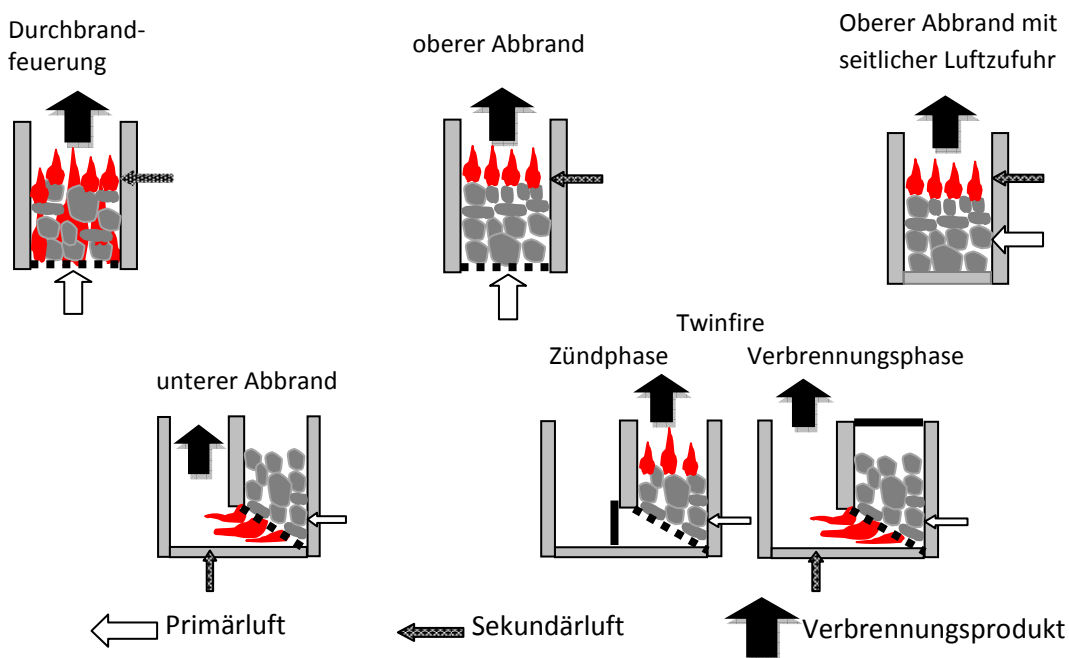 Durchbrand-
feuerung
oberer Abbrand
Oberer Abbrand mit
seitlicher Luftzufuhr
Twinfire
unterer Abbrand
Zündphase
Verbrennungsphase
Primärluft
Sekundärluft
Verbrennungsprodukt